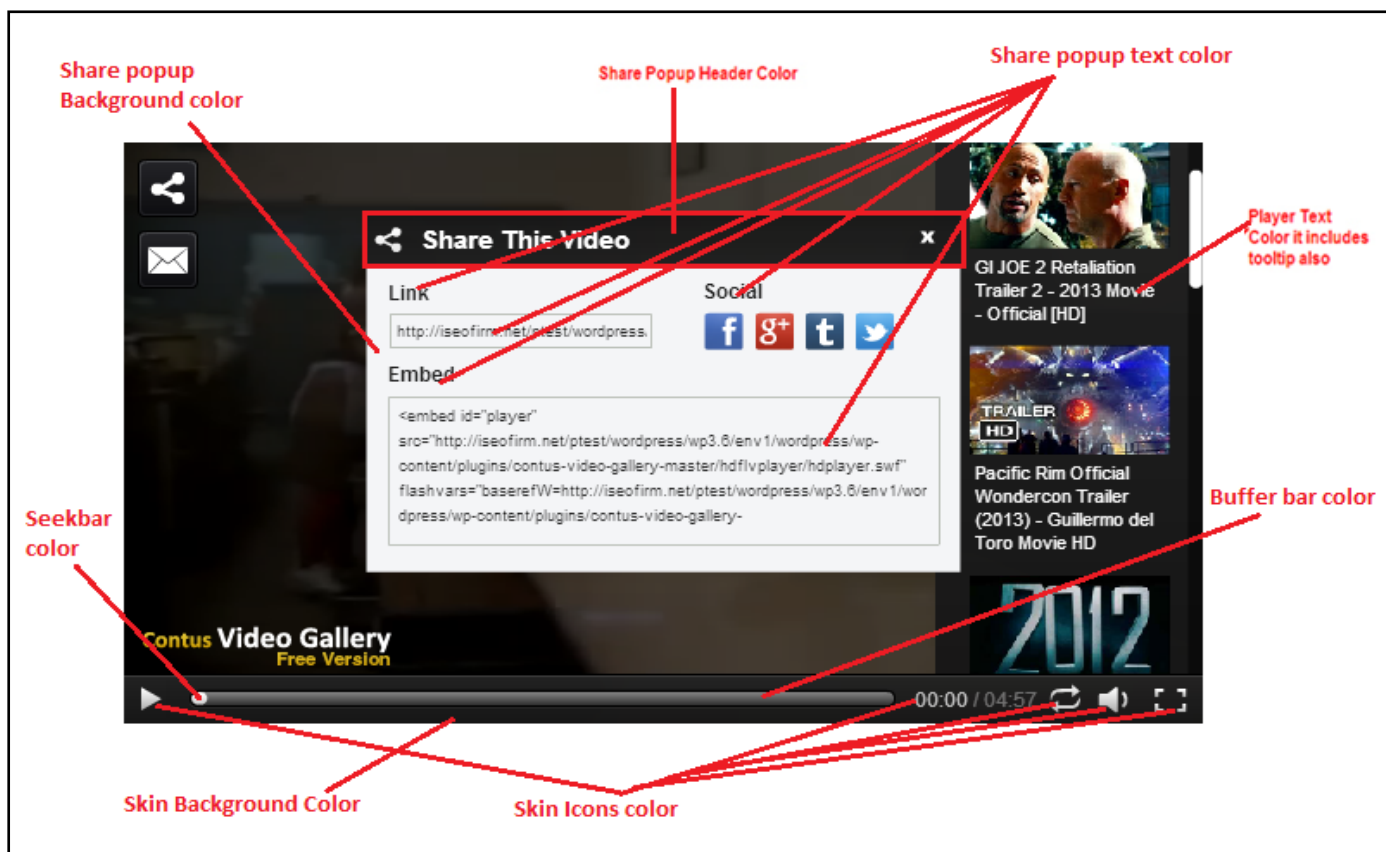 Share popup
Background color
Share Popup Header Color
Share popup text color
Share This Video
x
Link
Social
http://iseofirm.net/ptest/wordpress
f g+ t
Embed
<embed id="player"
src="http://iseofirm.net/ptest/wordpress/wp3.6/env1/wordpress/wp-
content/plugins/contus-video-gallery-master/hdflvplayer/hdplayer.swf"
flashvars="baserefW=http://iseofirm.net/ptest/wordpress/wp3.6/env1/wor
dpress/wp-content/plugins/contus-video-gallery-
GI JOE 2 Retaliation
Trailer 2 - 2013 Movie
- Official [HD]
Player Text
Color it includes
tooltip also
TRAILER
HD
Pacific Rim Official
Wondercon Trailer
(2013) - Guillermo del
Toro Movie HD
2012
Buffer bar color
Seekbar
color
Contus Video Gallery
Free Version
00:00 / 04:57
Skin Background Color
Skin Icons color